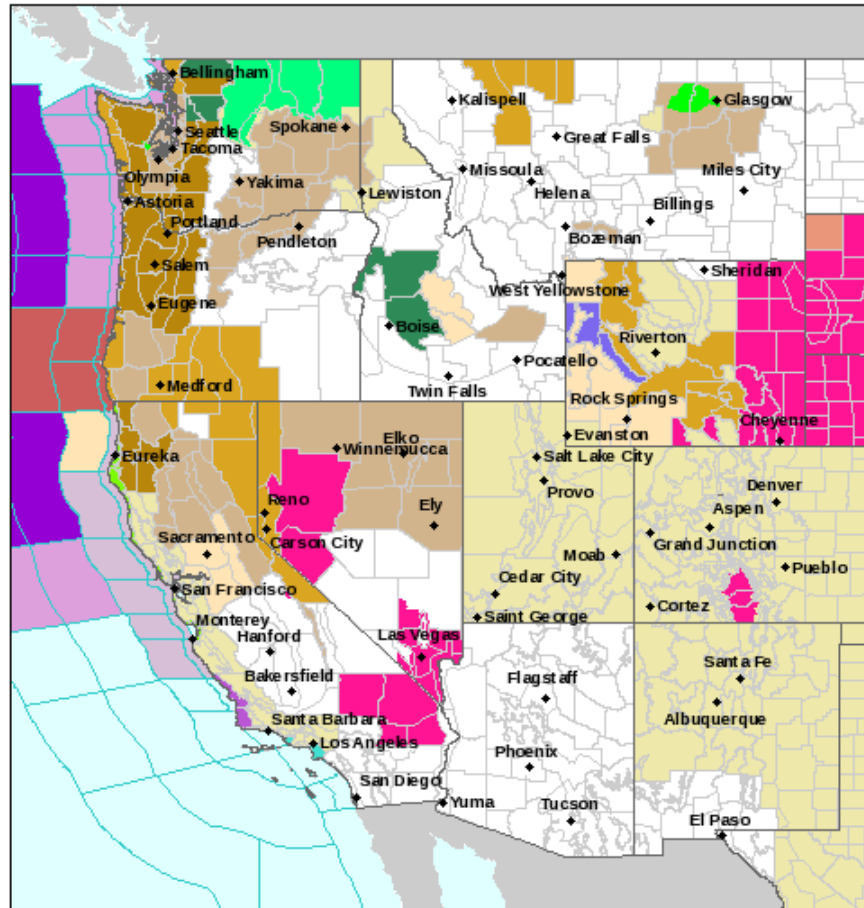 Bellingham
Kalispell
Glasgow
Seattle
Spokane
Great Falls
Tacoma
Olympia
Missoula
Miles City
Yakima
Lewiston
Helena
Astoria
Billings
Portland
Pendleton
Bozeman
Salem
West Yellowstone
Sheridan
Eugene
Boise
Riverton
Pocatello
Medford
Twin Falls
Rock Springs
Cheyenne
Elko
Evanston
Eureka
Winnemucca
Salt Lake City
Provo
Denver
Reno
Ely
Aspen
Sacramento
Carson City
Grand Junction
Moab
Pueblo
San Francisco
Cedar City
Cortez
Monterey
Saint George
Hanford
Las Vegas
Santa Fe
Bakersfield
Flagstaff
Albuquerque
Santa Barbara
Los Angeles
Phoenix
San Diego
Yuma
Tucson
El Paso